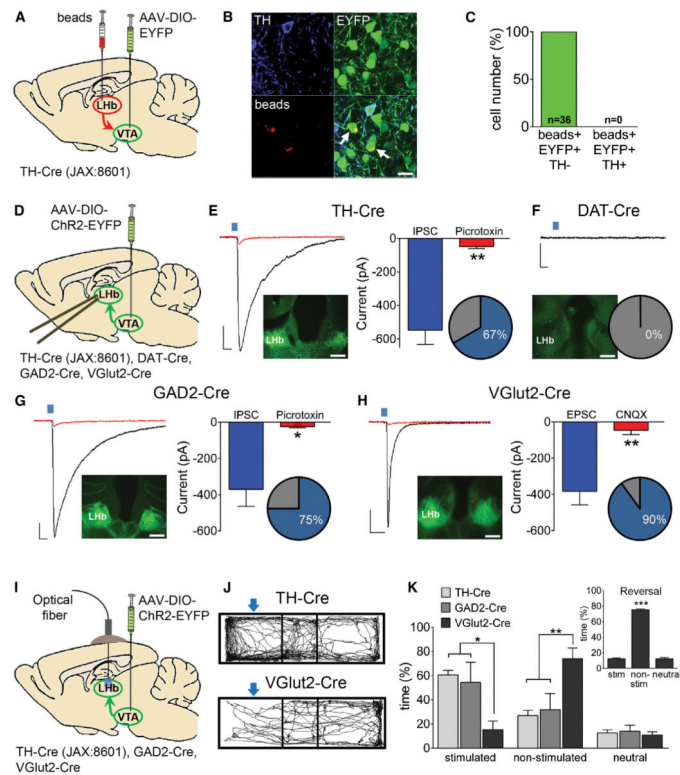 A
beads
AAV-DIO-
EYFP
LHb
VTA
TH-Cre (JAX:8601)
B
TH
EYFP
beads
C
cell number (%)
100
50
0
n=36
n=0
beads+
EYFP+
TH-
beads+
EYFP+
TH+
D
AAV-DIO-
ChR2-EYFP
LHb
VTA
TH-Cre (JAX:8601), DAT-Cre,
GAD2-Cre, VGlut2-Cre
E
TH-Cre
LHb
IPSC
Picrotoxin
Current (pA)
0
-200
-400
-600
**
67%
F
DAT-Cre
LHb
0%
G
GAD2-Cre
LHb
IPSC
Picrotoxin
Current (pA)
0
-200
-400
-600
*
75%
H
VGlut2-Cre
LHb
EPSC
CNQX
Current (pA)
0
-200
-400
-600
**
90%
I
Optical
fiber
AAV-DIO-
ChR2-EYFP
LHb
VTA
TH-Cre (JAX:8601), GAD2-Cre,
VGlut2-Cre
J
TH-Cre
VGlut2-Cre
K
TH-Cre
GAD2-Cre
VGlut2-Cre
time (%)
100
80
60
40
20
0
*
**
stimulated
non-stimulated
neutral
Reversal
time (%)
100
75
50
25
0
***
stim
non-
stim
neutral